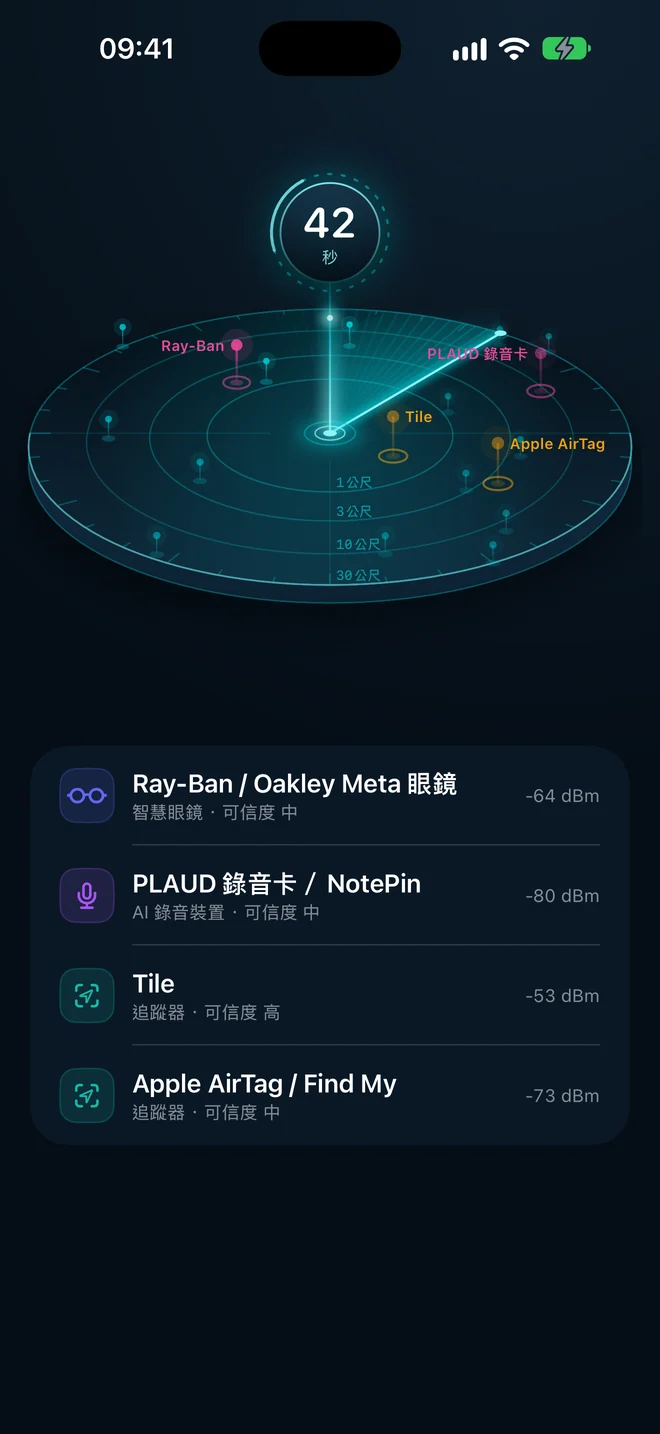 09:41
42
秒
Ray-Ban
PLAUD 錄音卡
Tile
Apple AirTag
1公尺
3公尺
10公尺
30公尺
Ray-Ban / Oakley Meta 眼鏡
智慧眼鏡 · 可信度 中
-64 dBm
PLAUD 錄音卡 / NotePin
AI 錄音裝置 · 可信度 中
-80 dBm
Tile
追蹤器 · 可信度 高
-53 dBm
Apple AirTag / Find My
追蹤器 · 可信度 中
-73 dBm